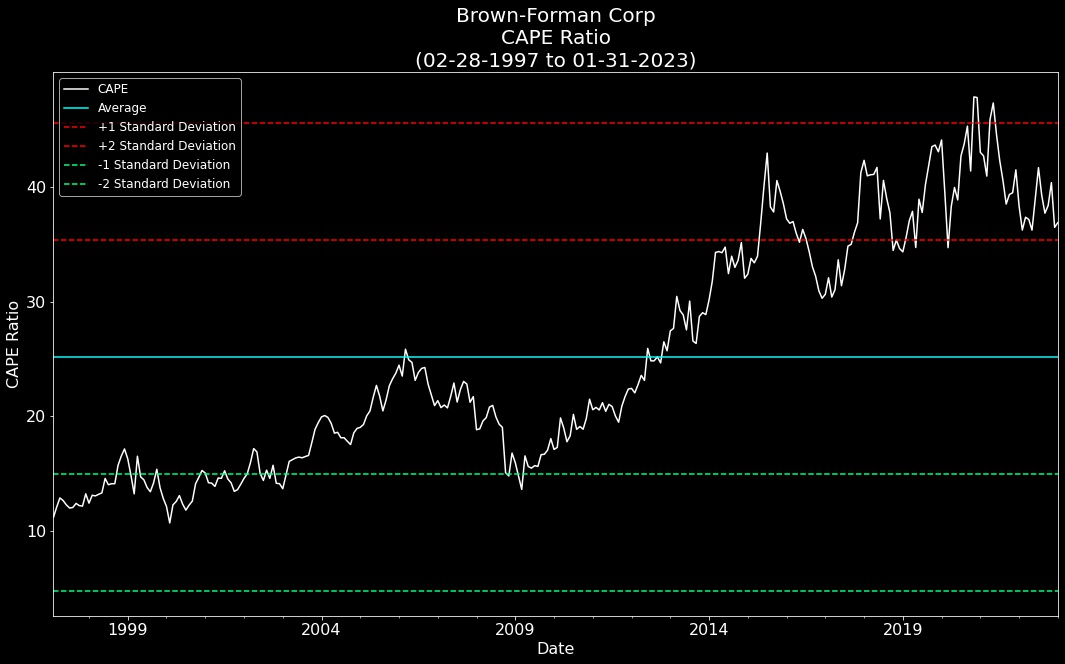 Brown-Forman Corp
CAPE Ratio
(02-28-1997 to 01-31-2023)
CAPE
Average
+1 Standard Deviation
+2 Standard Deviation
-1 Standard Deviation
-2 Standard Deviation
CAPE Ratio
40
30
20
10
1999 2004 2009 2014 2019
Date